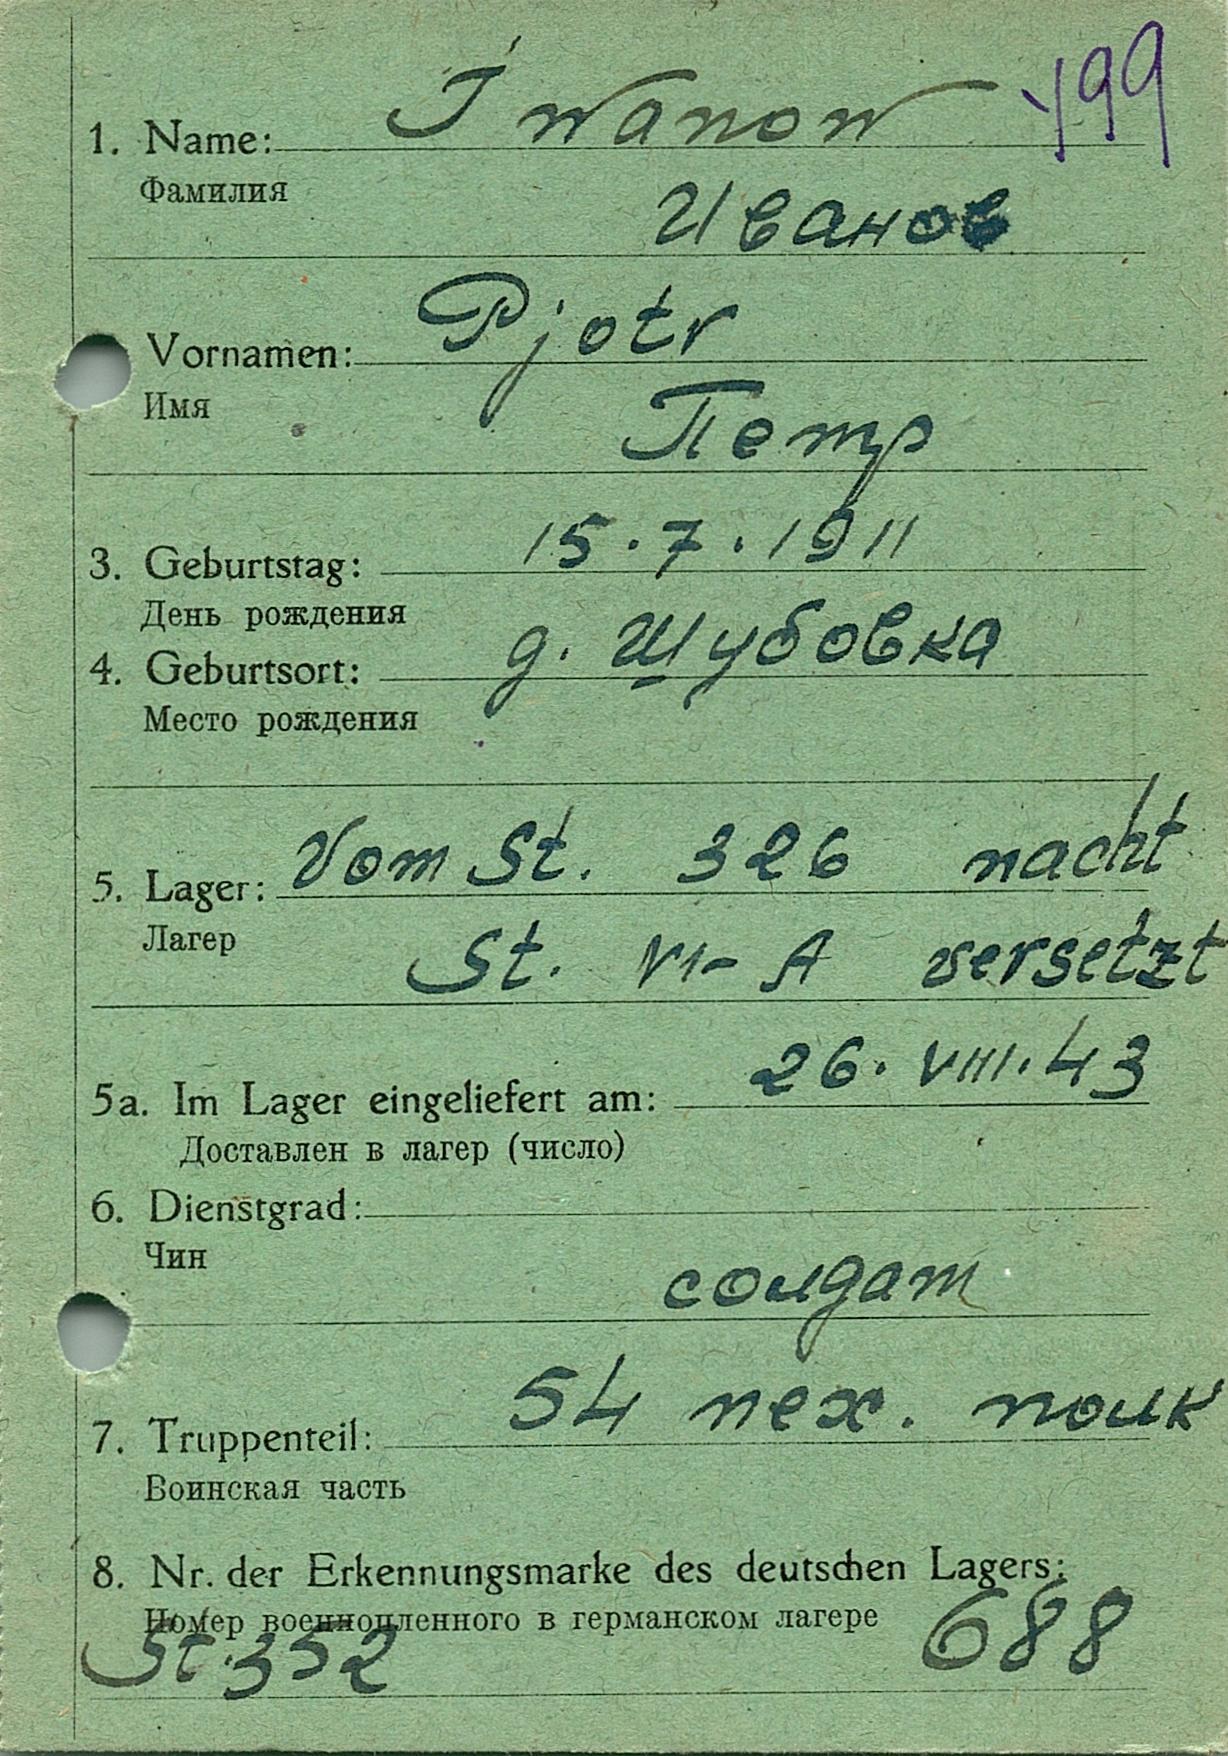 199
1. Name: Iwanow
Фамилия
Иванов
Vornamen: Pjotr
Имя
Петр
3. Geburtstag: 15.7.1911
День рождения
4. Geburtsort: д. Шубовка
Место рождения
5. Lager: Vom St. 326 nacht
Лагер
St. VI-A versetzt
5a. Im Lager eingeliefert am: 26.VIII.43
Доставлен в лагер (число)
6. Dienstgrad:
Чин
солдат
7. Truppenteil: 54 пех. полк
Воинская часть
8. Nr. der Erkennungsmarke des deutschen Lagers:
Номер военнопленного в германском лагере
St. 352 688